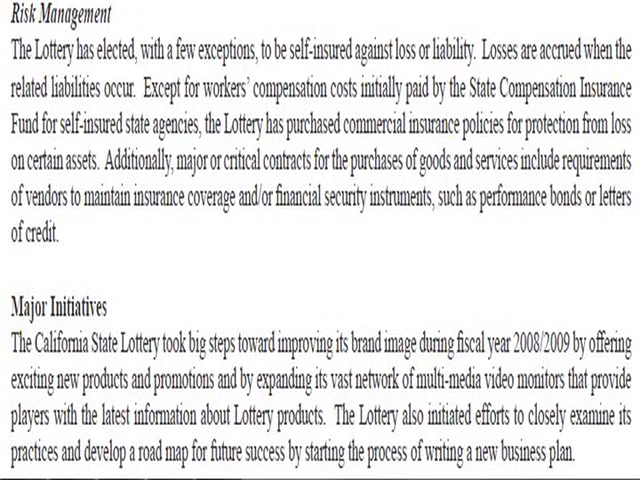 Risk Management
The Lottery has elected, with a few exceptions, to be self-insured against loss or liability. Losses are accrued when the
related liabilities occur. Except for workers' compensation costs initially paid by the State Compensation Insurance
Fund for self-insured state agencies, the Lottery has purchased commercial insurance policies for protection from loss
on certain assets. Additionally, major or critical contracts for the purchases of goods and services include requirements
of vendors to maintain insurance coverage and/or financial security instruments, such as performance bonds or letters
of credit.
Major Initiatives
The California State Lottery took big steps toward improving its brand image during fiscal year 2008/2009 by offering
exciting new products and promotions and by expanding its vast network of multi-media video monitors that provide
players with the latest information about Lottery products. The Lottery also initiated efforts to closely examine its
practices and develop a road map for future success by starting the process of writing a new business plan.